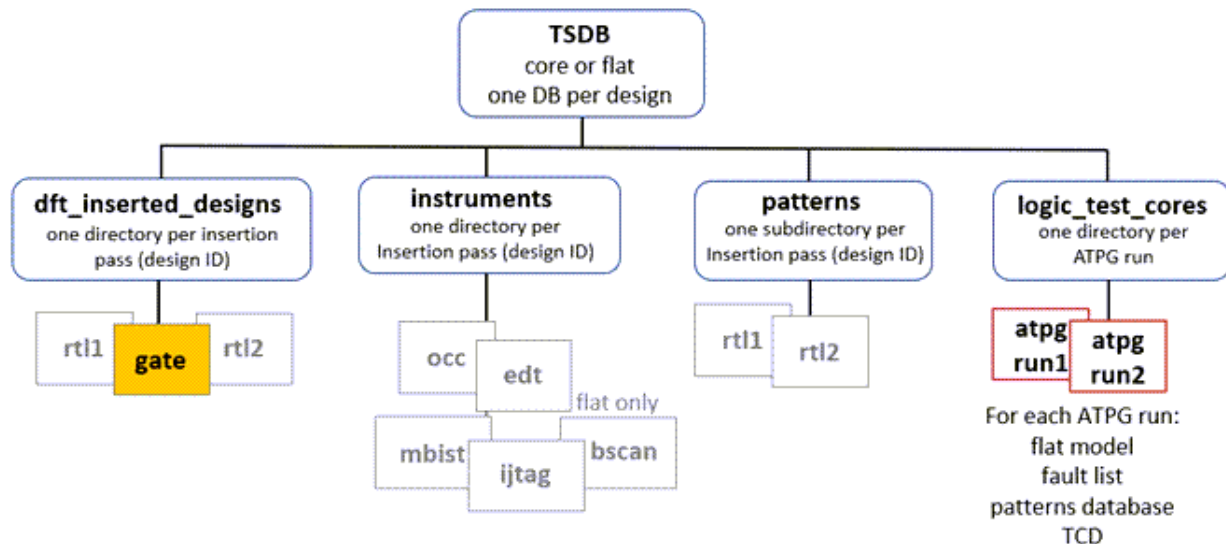 TSDB
core or flat
one DB per design
dft_inserted_designs
one directory per insertion
pass (design ID)
instruments
one directory per
Insertion pass (design ID)
patterns
one subdirectory per
Insertion pass (design ID)
logic_test_cores
one directory per
ATPG run
rtl1
gate
rtl2
occ
edt
flat only
mbist
ijtag
bscan
rtl1
rtl2
atpg
run1
atpg
run2
For each ATPG run:
flat model
fault list
patterns database
TCD